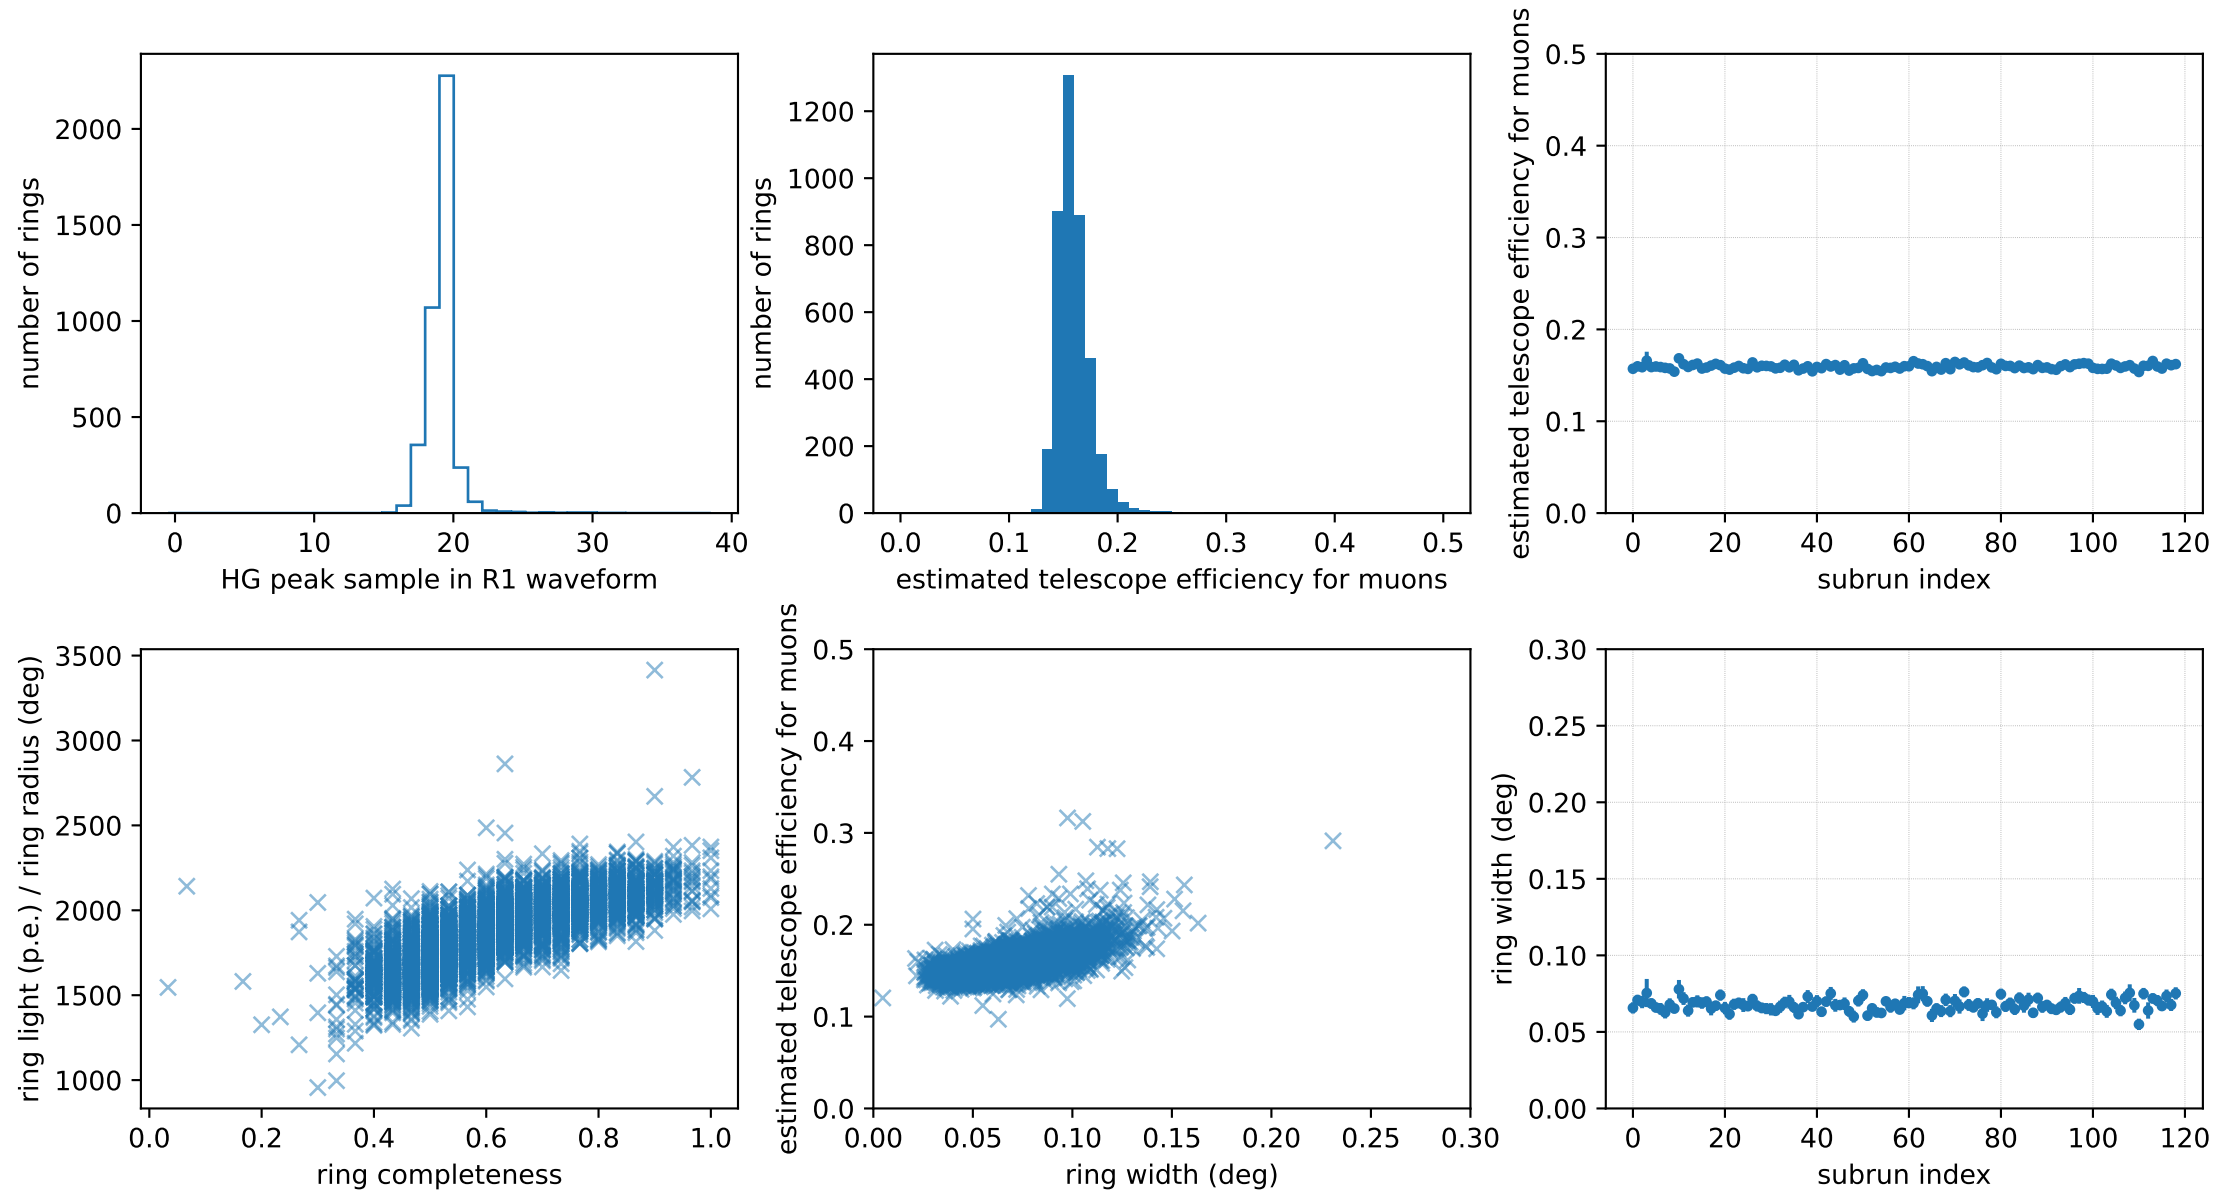 number of rings
2000
1500
1000
500
0
0 10 20 30 40
HG peak sample in R1 waveform
number of rings
1200
1000
800
600
400
200
0
0.0 0.1 0.2 0.3 0.4 0.5
estimated telescope efficiency for muons
estimated telescope efficiency for muons
0.5
0.4
0.3
0.2
0.1
0.0
0 20 40 60 80 100 120
subrun index
ring light (p.e.) / ring radius (deg)
3500
3000
2500
2000
1500
1000
0.0 0.2 0.4 0.6 0.8 1.0
ring completeness
estimated telescope efficiency for muons
0.5
0.4
0.3
0.2
0.1
0.0
0.00 0.05 0.10 0.15 0.20 0.25 0.30
ring width (deg)
ring width (deg)
0.30
0.25
0.20
0.15
0.10
0.05
0.00
0 20 40 60 80 100 120
subrun index